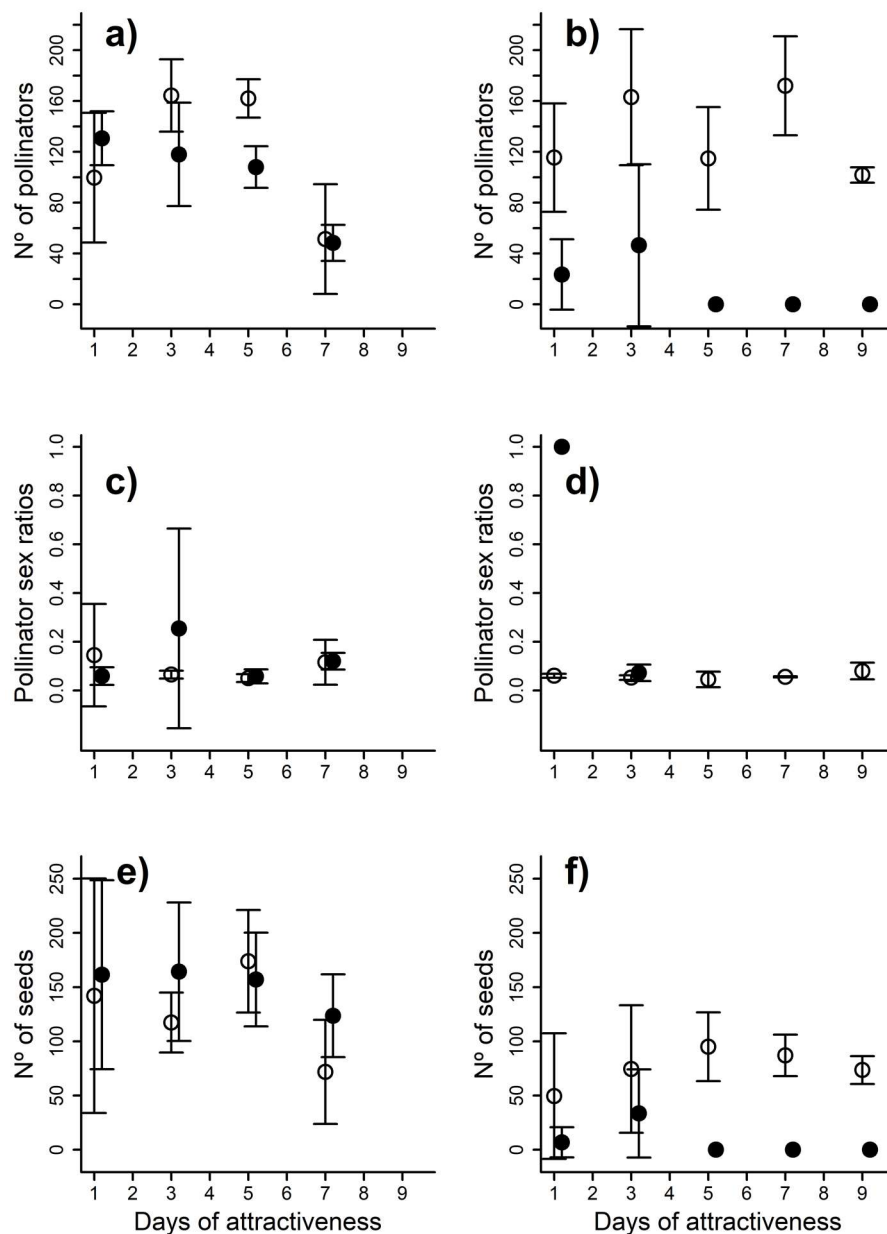 a)
Nº of pollinators
0 40 80 120 160 200
1 2 3 4 5 6 7 8 9
b)
Nº of pollinators
0 40 80 120 160 200
1 2 3 4 5 6 7 8 9
c)
Pollinator sex ratios
0.0 0.2 0.4 0.6 0.8 1.0
1 2 3 4 5 6 7 8 9
d)
Pollinator sex ratios
0.0 0.2 0.4 0.6 0.8 1.0
1 2 3 4 5 6 7 8 9
e)
Nº of seeds
0 50 100 150 200 250
1 2 3 4 5 6 7 8 9
Days of attractiveness
f)
Nº of seeds
0 50 100 150 200 250
1 2 3 4 5 6 7 8 9
Days of attractiveness